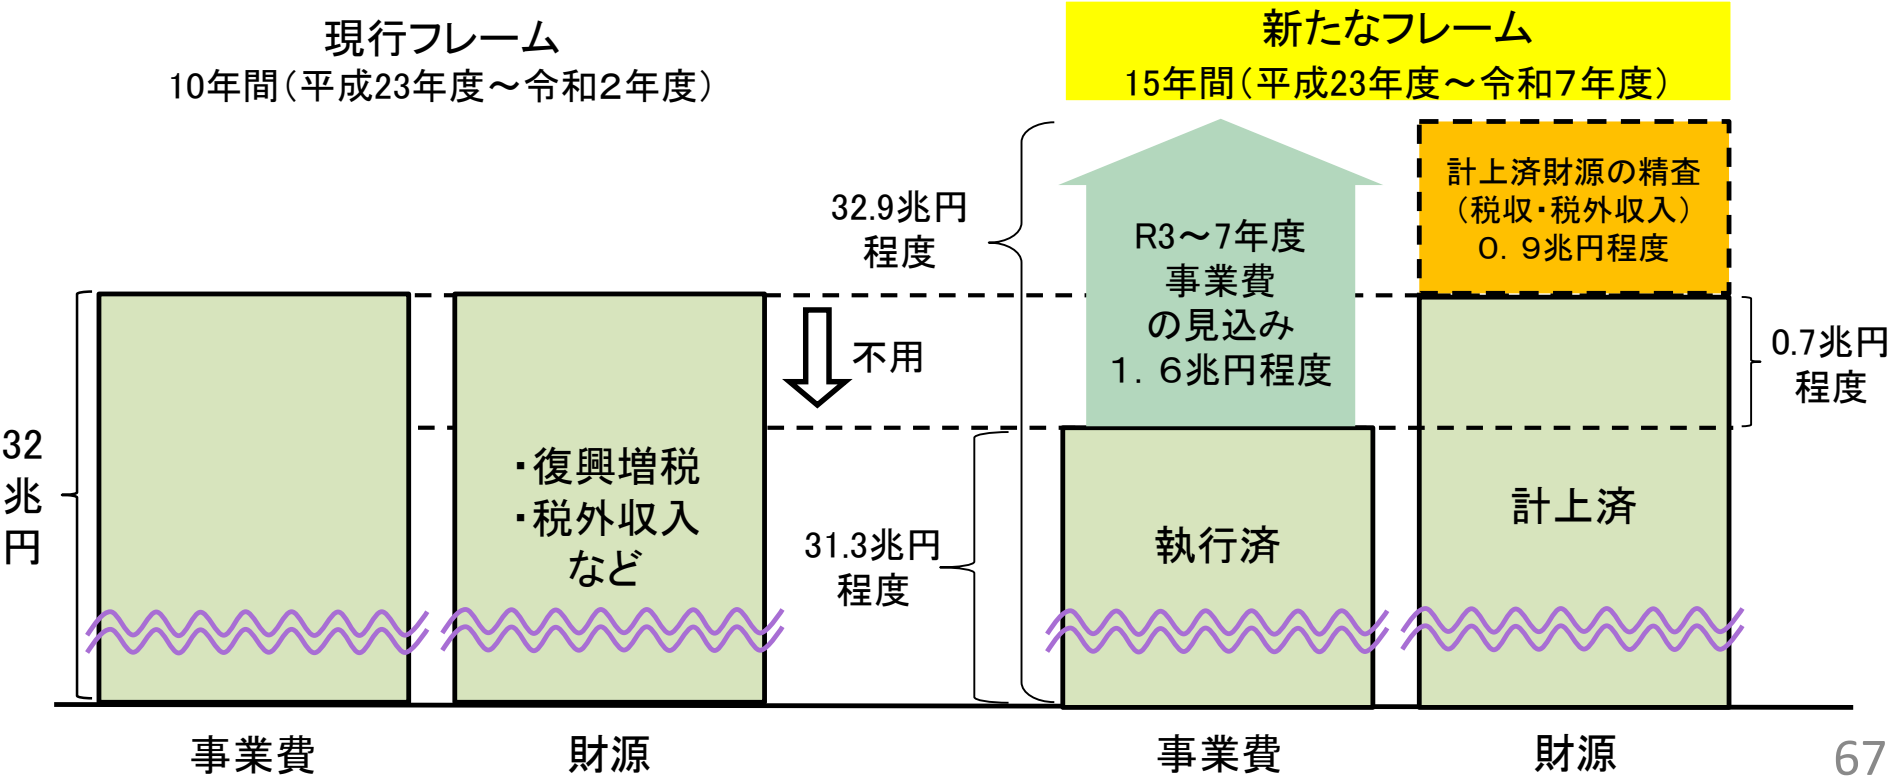 現行フレーム
10年間（平成23年度～令和２年度）
新たなフレーム
15年間（平成23年度～令和７年度）
32
兆
円
・復興増税
・税外収入
など
不用
32.9兆円
程度
31.3兆円
程度
R3～7年度
事業費
の見込み
１．６兆円程度
執行済
計上済財源の精査
（税収・税外収入）
０．９兆円程度
計上済
0.7兆円
程度
事業費
財源
事業費
財源
67